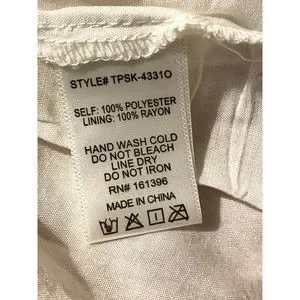 STYLE# TPSK-4331O
SELF: 100% POLYESTER
LINING: 100% RAYON
HAND WASH COLD
DO NOT BLEACH
LINE DRY
DO NOT IRON
RN# 161396
MADE IN CHINA